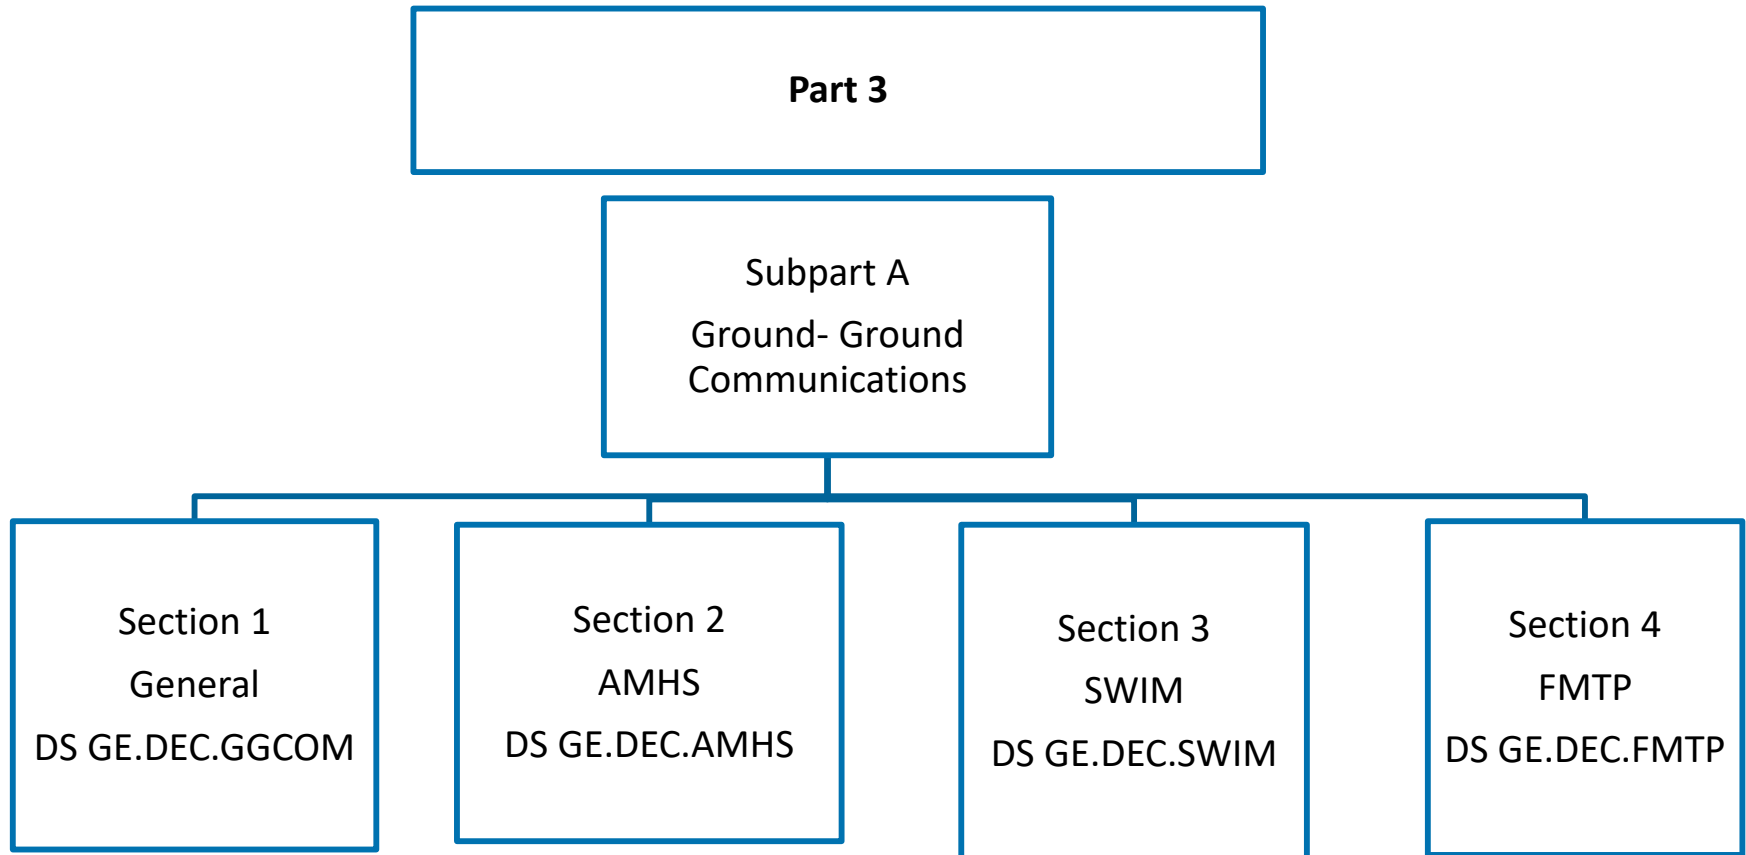 Part 3
Subpart A
Ground- Ground
Communications
Section 1
General
DS GE.DEC.GGCOM
Section 2
AMHS
DS GE.DEC.AMHS
Section 3
SWIM
DS GE.DEC.SWIM
Section 4
FMTP
DS GE.DEC.FMTP